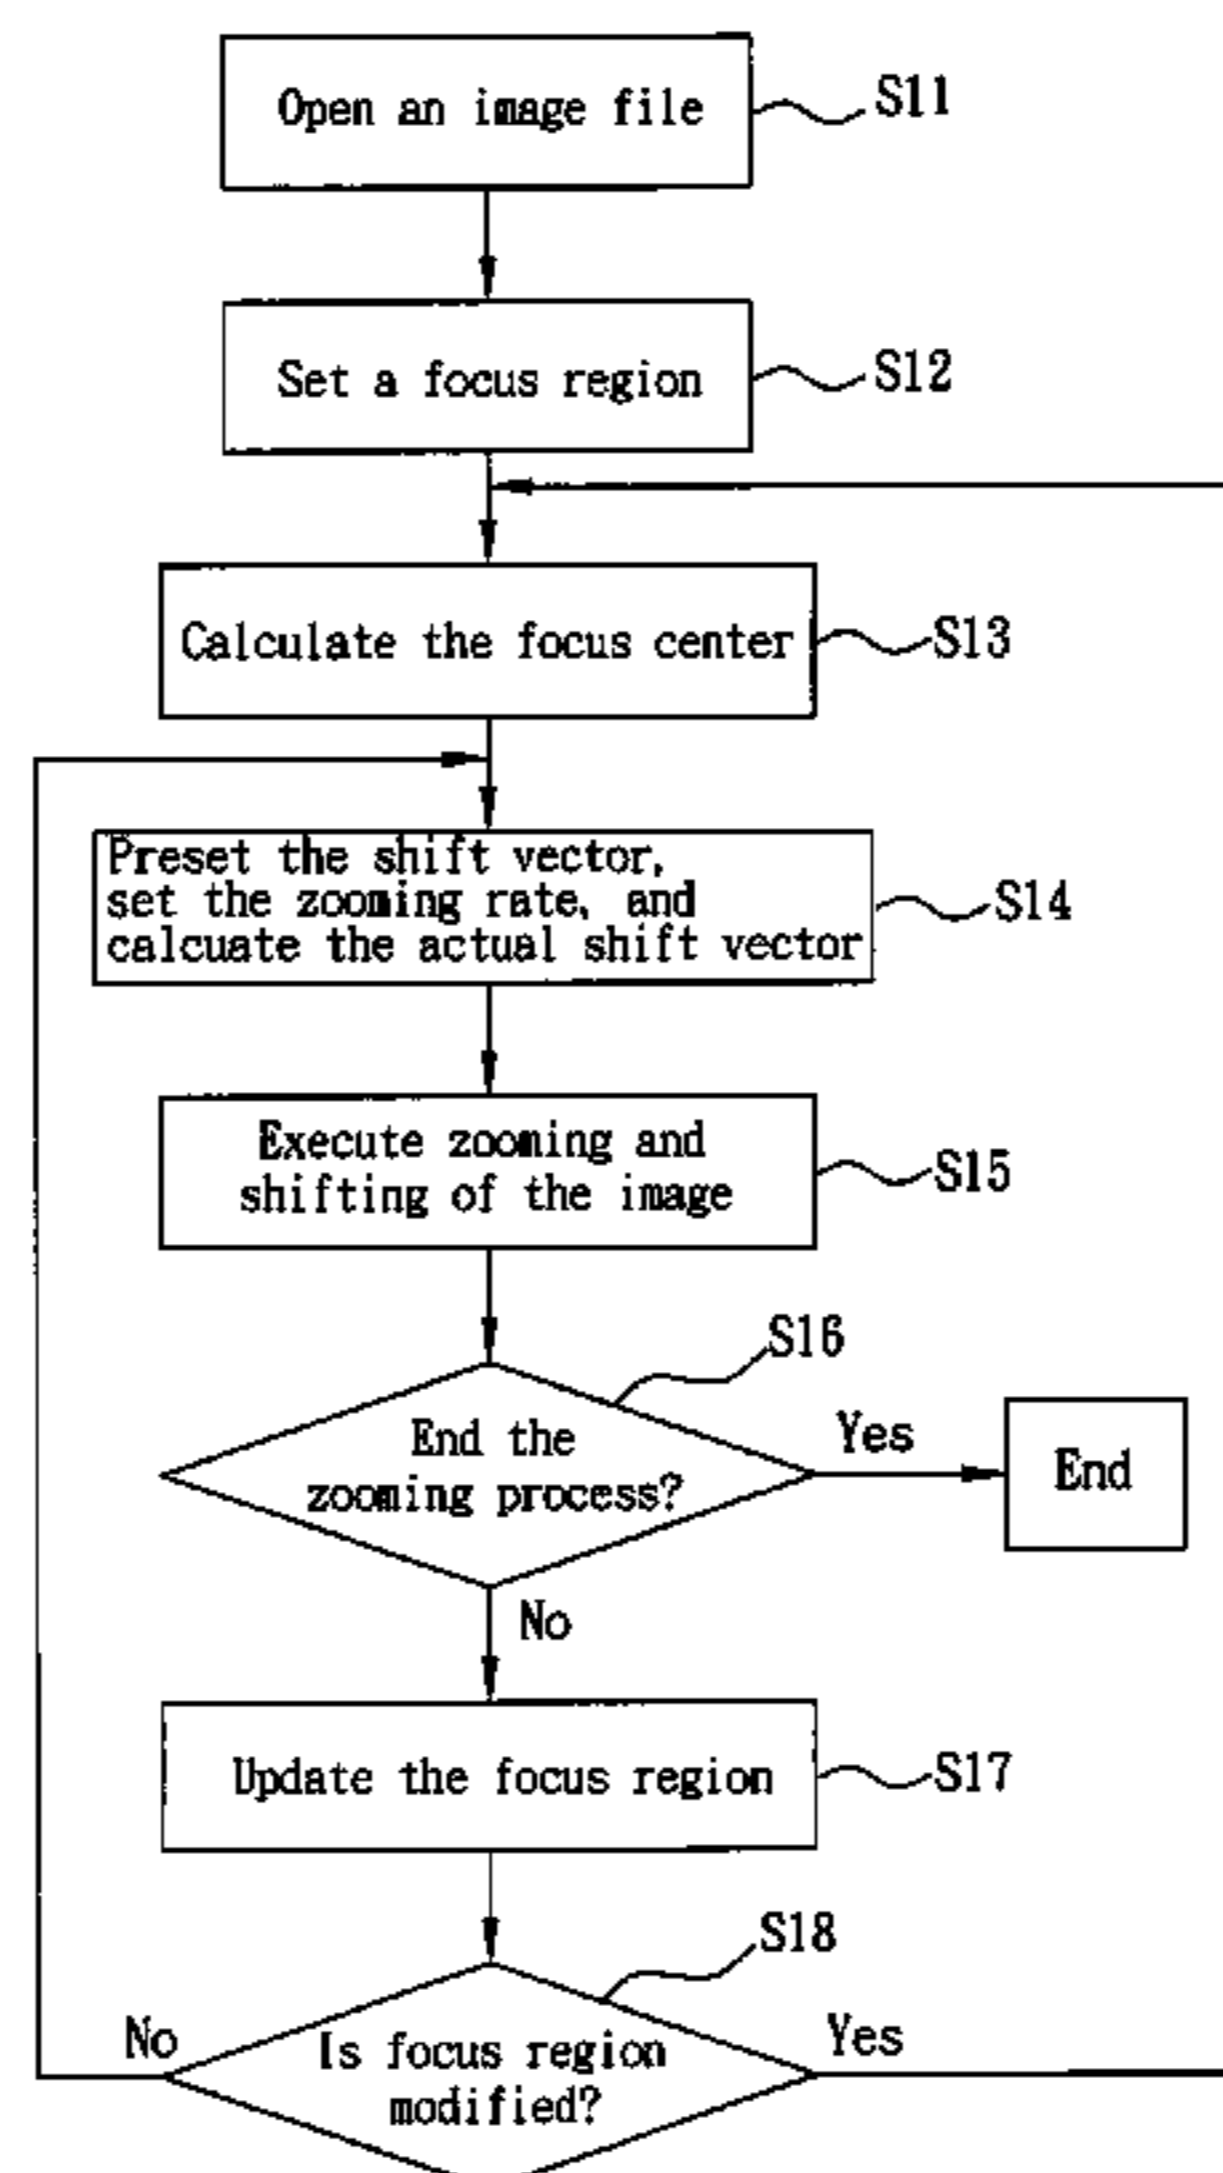 Open an image file
S11
Set a focus region
S12
Calculate the focus center
S13
Preset the shift vector,
set the zooming rate, and
calcuate the actual shift vector
S14
Execute zooming and
shifting of the image
S15
S16
End the
zooming process?
Yes
End
No
Update the focus region
S17
S18
No
Is focus region
modified?
Yes